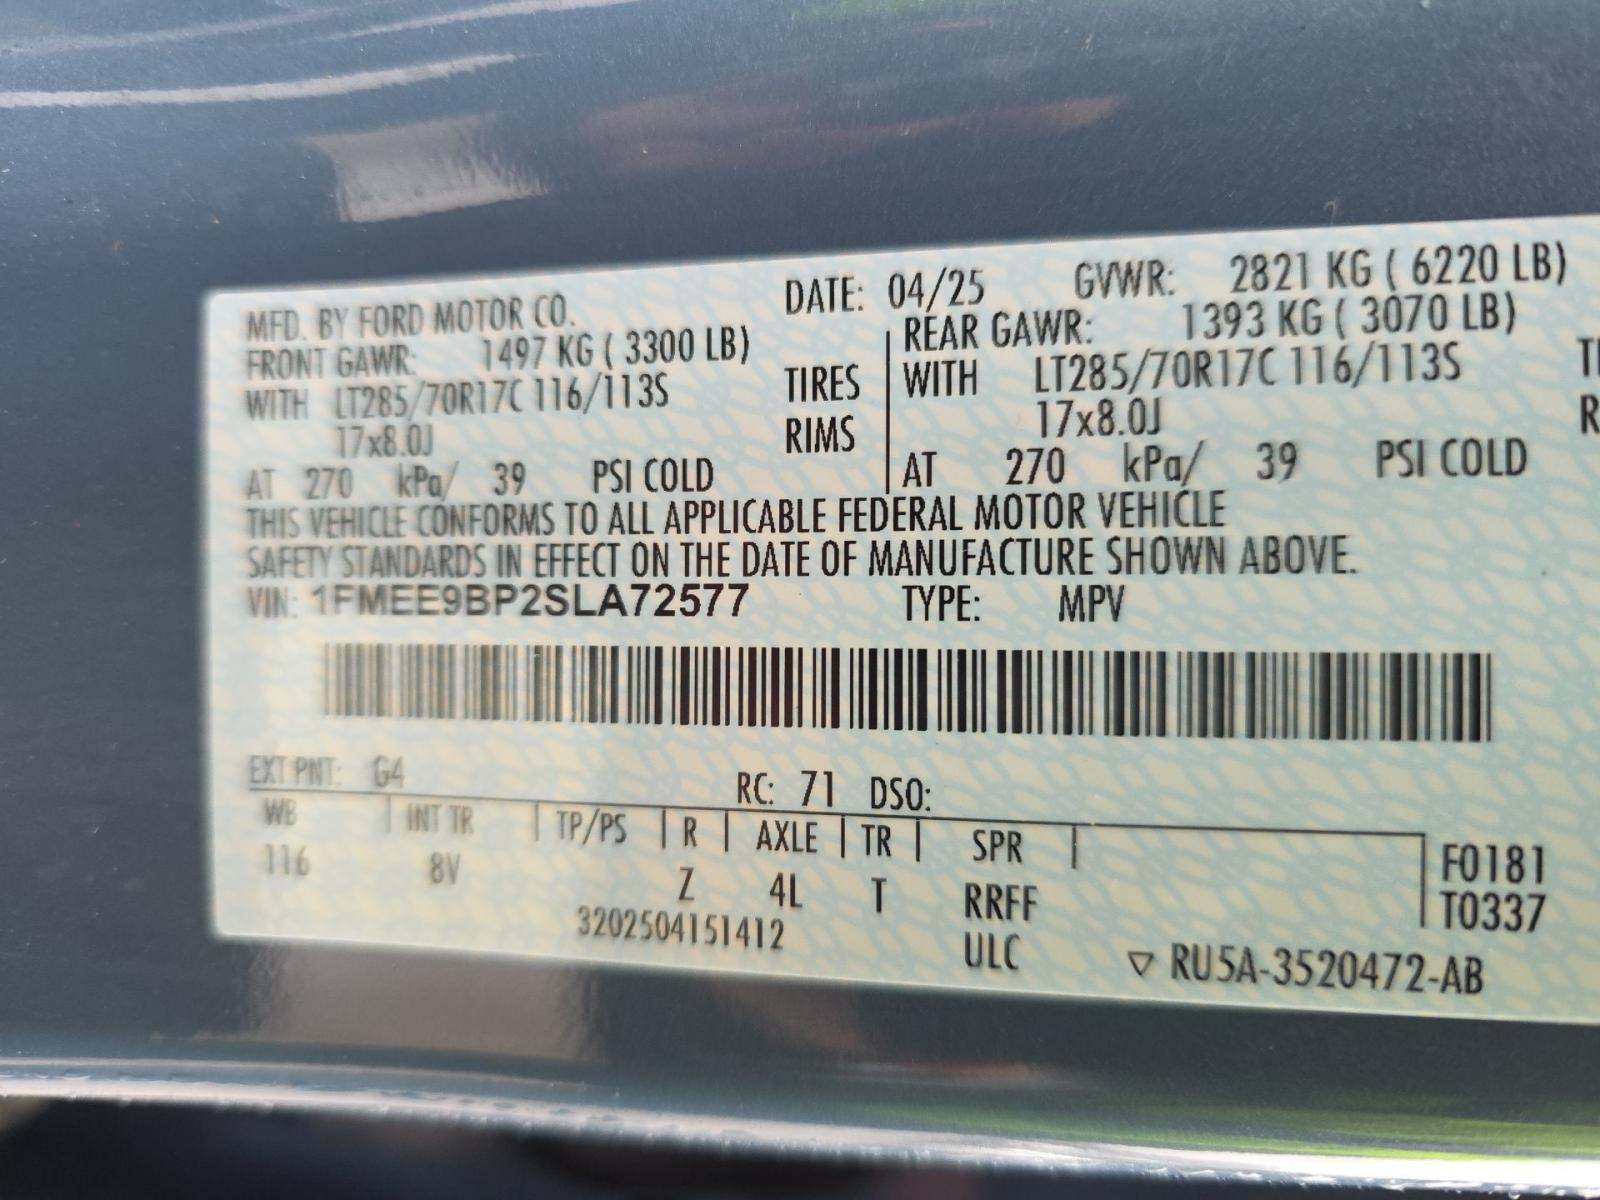 MFD. BY FORD MOTOR CO. DATE: 04/25 GVWR: 2821 KG ( 6220 LB)
FRONT GAWR: 1497 KG ( 3300 LB) REAR GAWR: 1393 KG ( 3070 LB)
WITH LT285/70R17C 116/113S TIRES WITH LT285/70R17C 116/113S
17x8.0J RIMS 17x8.0J
AT 270 kPa/ 39 PSI COLD AT 270 kPa/ 39 PSI COLD
THIS VEHICLE CONFORMS TO ALL APPLICABLE FEDERAL MOTOR VEHICLE
SAFETY STANDARDS IN EFFECT ON THE DATE OF MANUFACTURE SHOWN ABOVE.
VIN: 1FMEE9BP2SLA72577 TYPE: MPV
EXT PNT: G4 RC: 71 DSO:
WB INT TR TP/PS R AXLE TR SPR
116 8V Z 4L T RRFF F0181
3202504151412 ULC T0337
▽ RU5A-3520472-AB